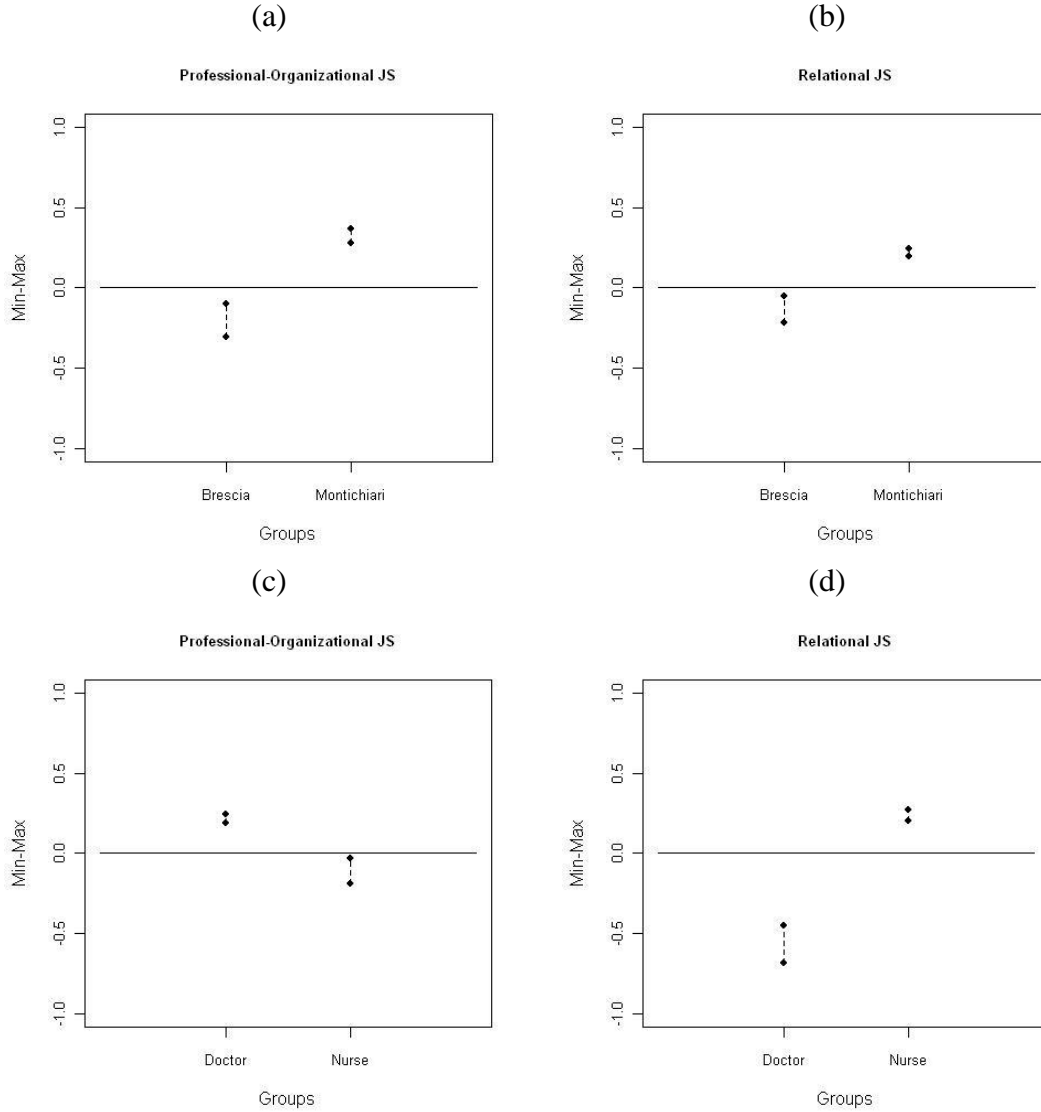 (a)
Professional-Organizational JS
Min-Max
1.0
0.5
0.0
-0.5
-1.0
Brescia Montichiari
Groups
(b)
Relational JS
Min-Max
1.0
0.5
0.0
-0.5
-1.0
Brescia Montichiari
Groups
(c)
Professional-Organizational JS
Min-Max
1.0
0.5
0.0
-0.5
-1.0
Doctor Nurse
Groups
(d)
Relational JS
Min-Max
1.0
0.5
0.0
-0.5
-1.0
Doctor Nurse
Groups